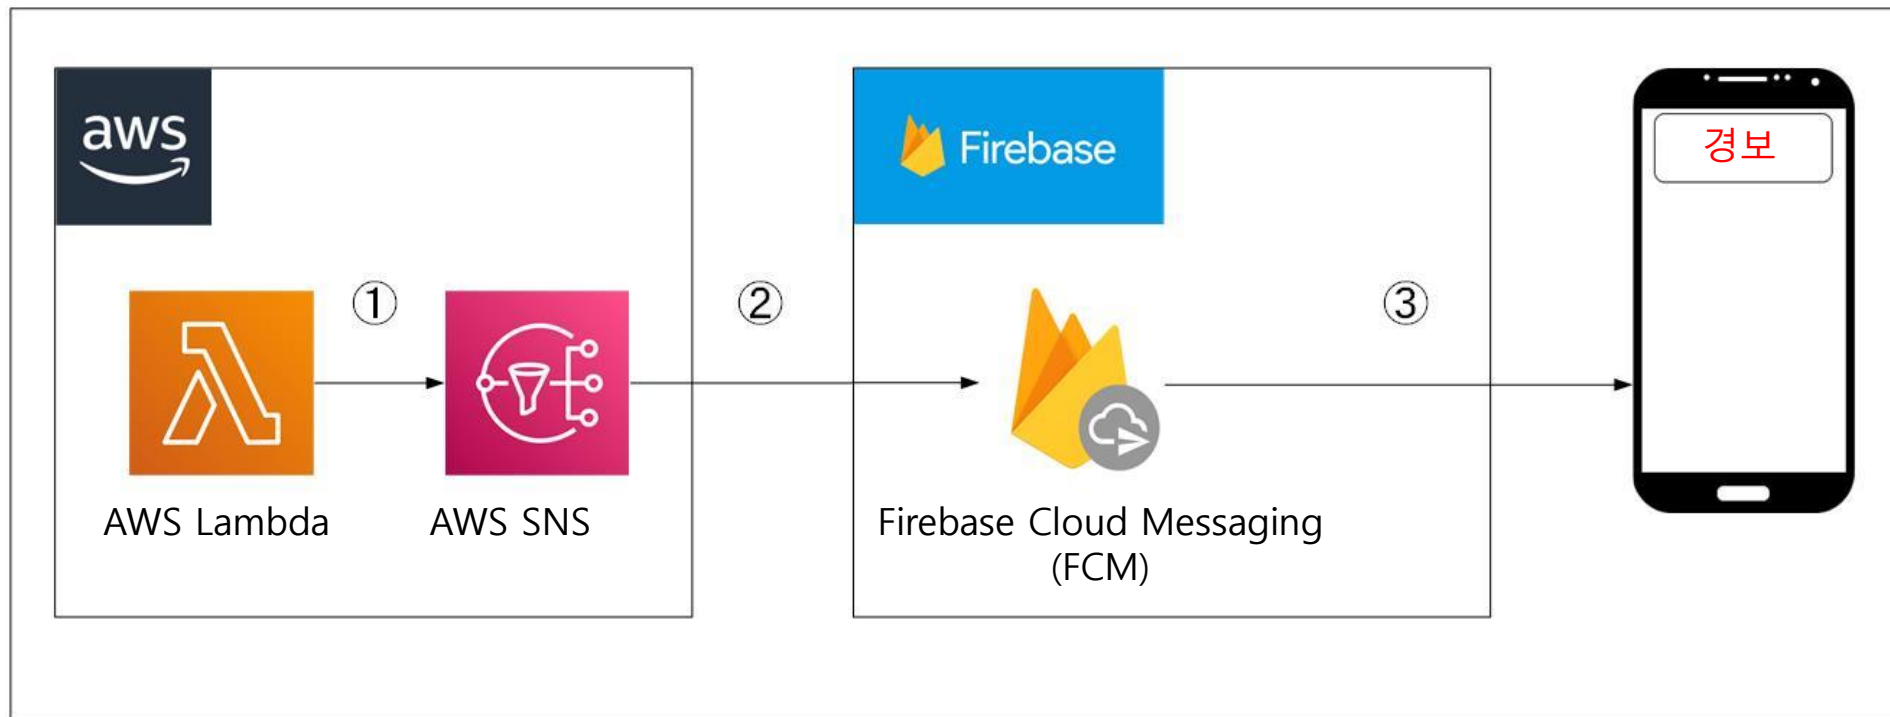 aws
Firebase
경보
①
②
③
AWS Lambda
AWS SNS
Firebase Cloud Messaging
(FCM)